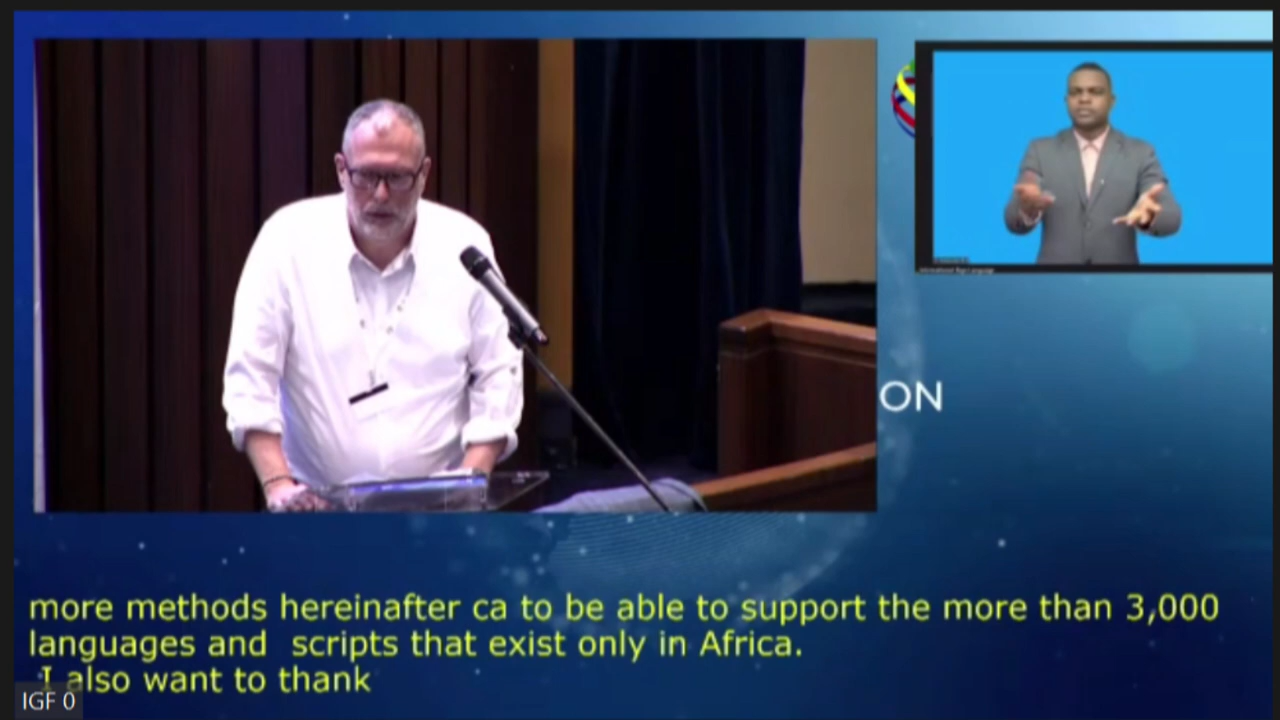 ON
more methods hereinafter ca to be able to support the more than 3,000
languages and scripts that exist only in Africa.
I also want to thank
IGF 0